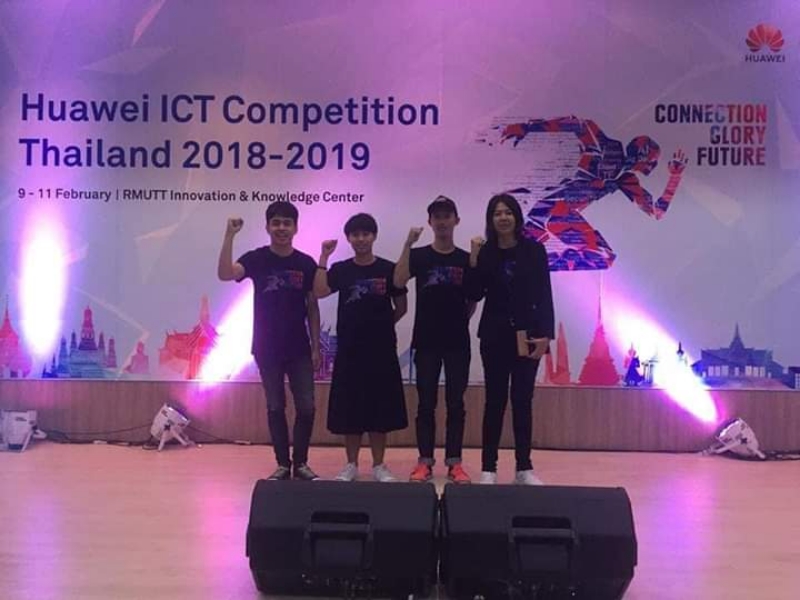 HUAWEI
Huawei ICT Competition
Thailand 2018-2019
9 - 11 February | RMUTT Innovation & Knowledge Center
CONNECTION
GLORY
FUTURE